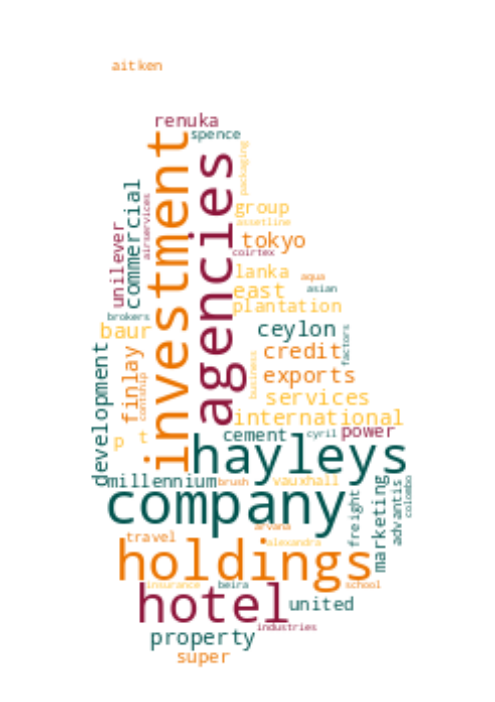 aitken
renuka
spence
investment
agencies
packaging
commercial
airservices
unilever
group
assetline
tokyo
coirtex
lanka
aqua
east
asian
plantation
brokers
baur
ceylon
factors
credit
finlay
development
business
exports
contship
services
international
p t
cement
cyril
power
hayleys
millennium
brush
vauxhall
marketing
advantis
colombo
company
freight
arvana
travel
alexandra
holdings
insurance
beira
school
hotel
united
industries
property
super